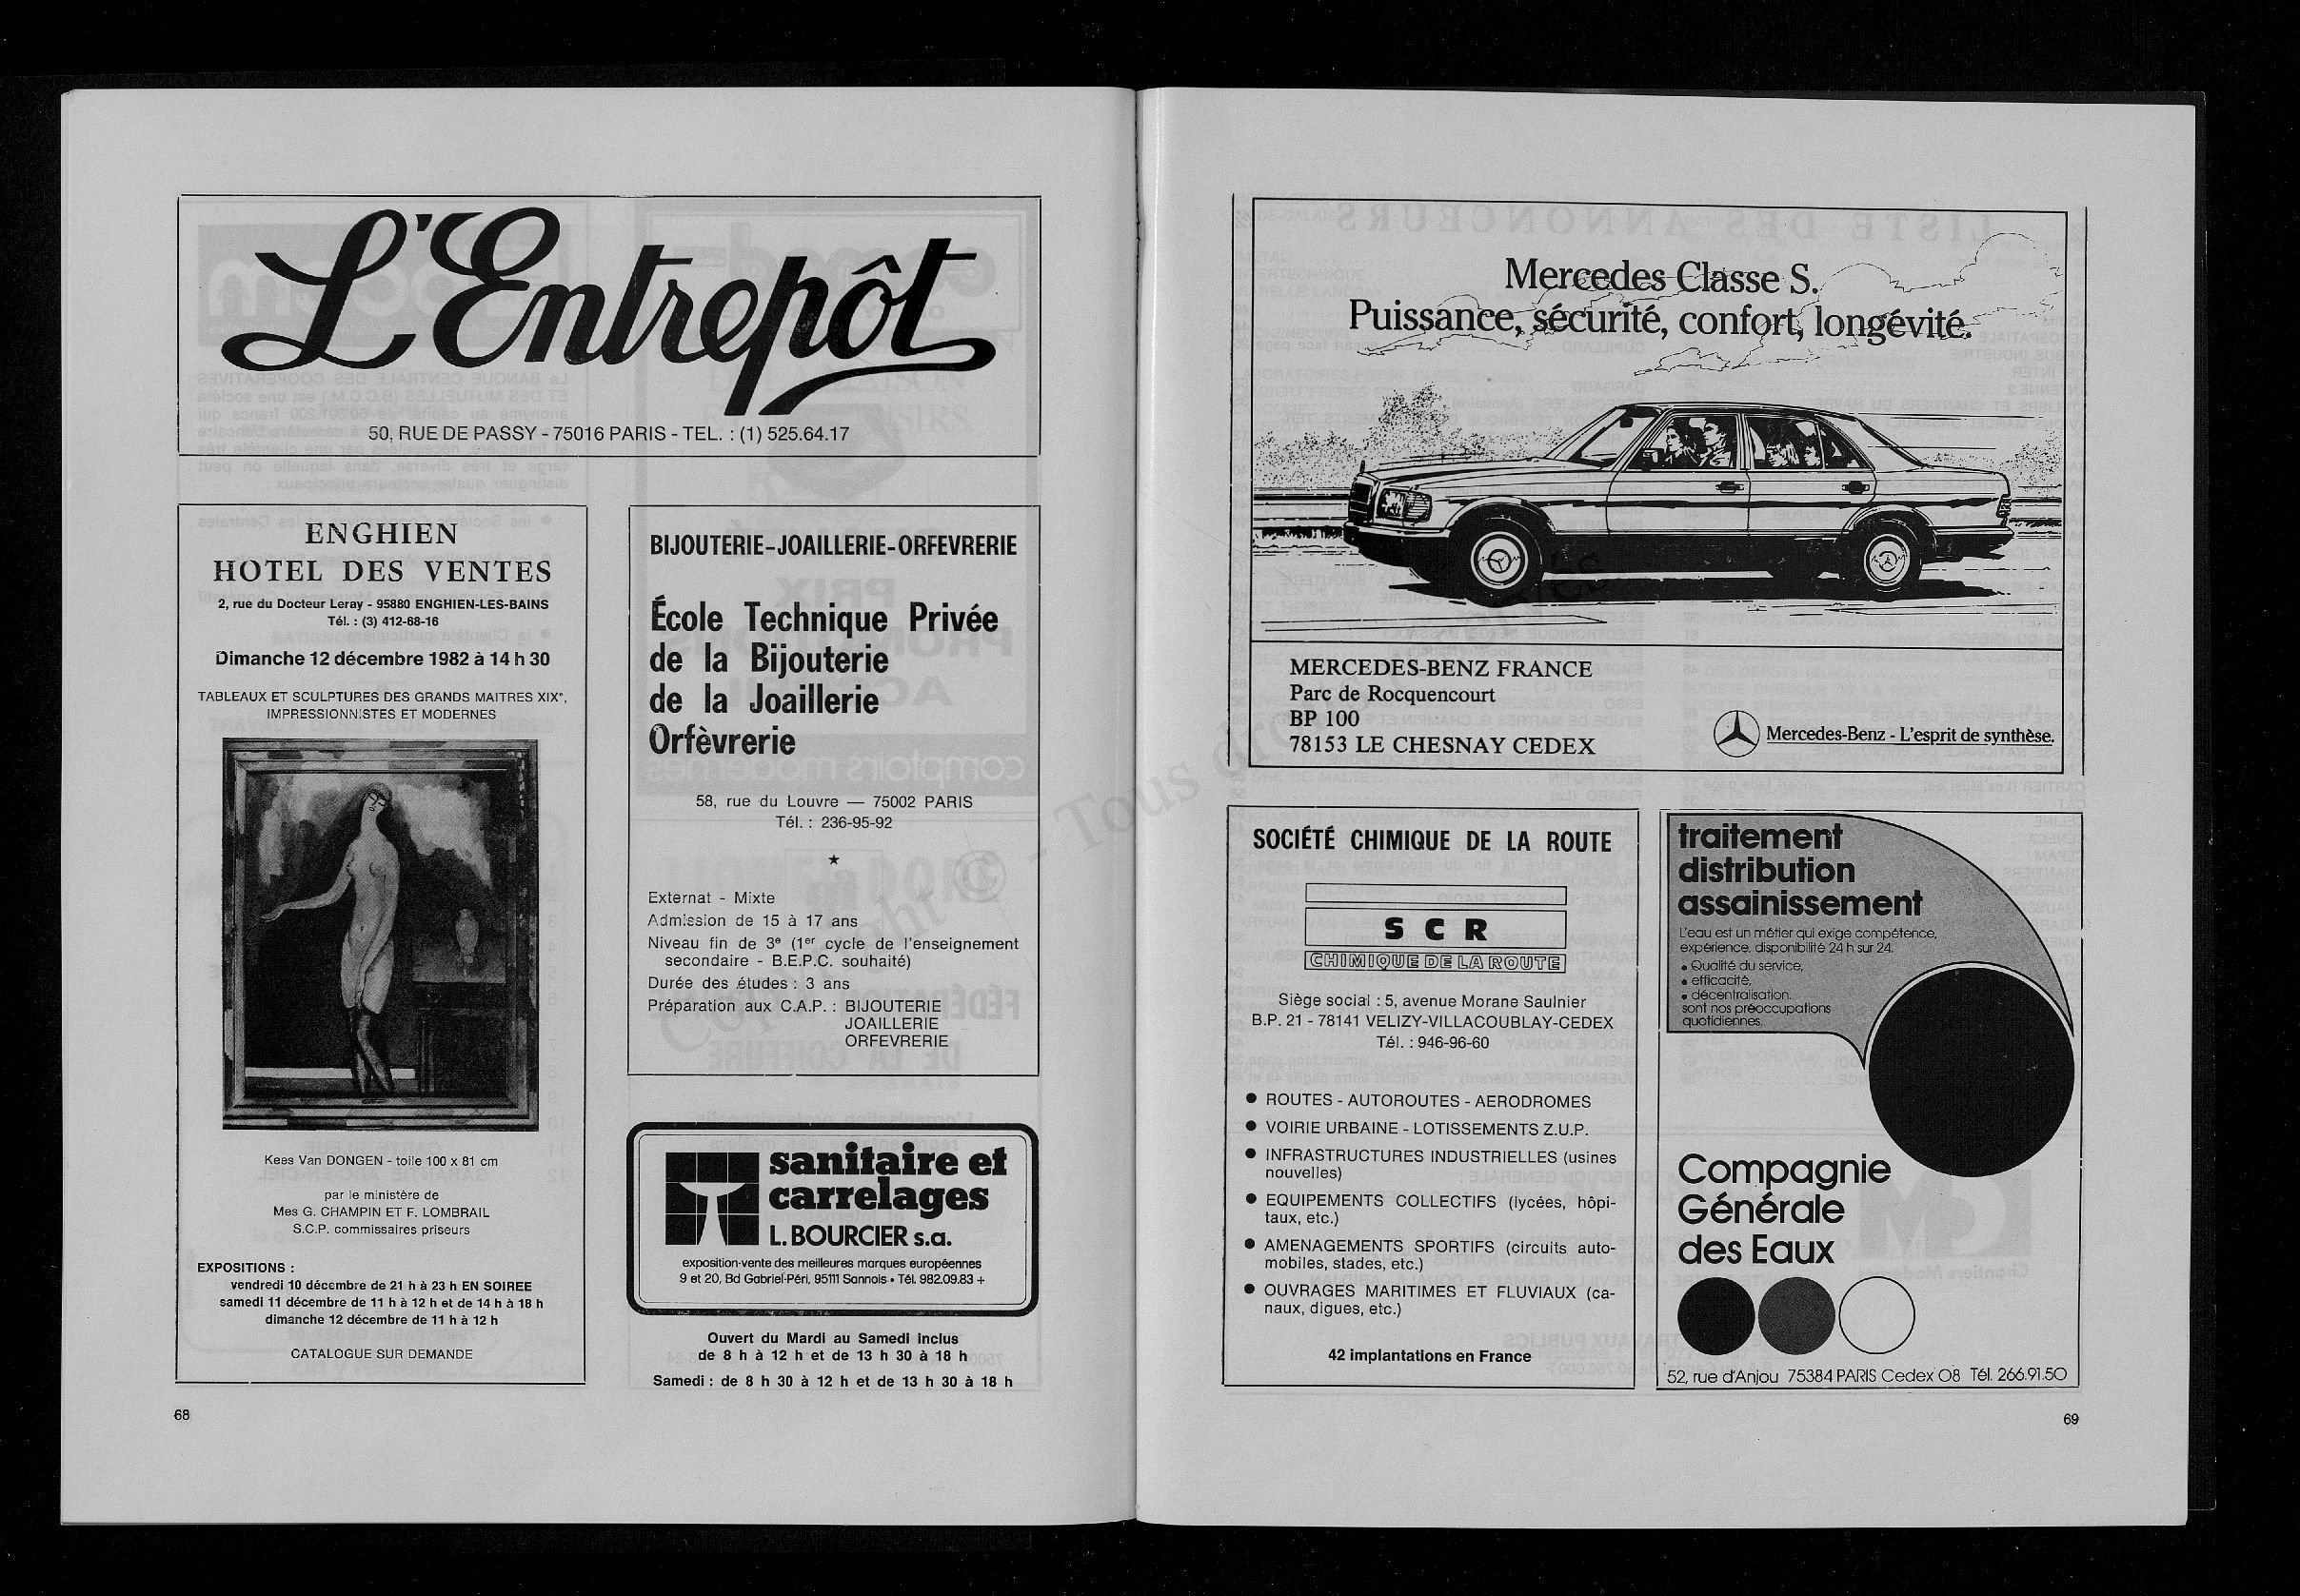 L'Entrepôt
50, RUE DE PASSY - 75016 PARIS - TEL. : (1) 525.64.17
ENGHIEN
HOTEL DES VENTES
2, rue du Docteur Leray - 95880 ENGHIEN-LES-BAINS
Tél. : (3) 412-68-16
Dimanche 12 décembre 1982 à 14 h 30
TABLEAUX ET SCULPTURES DES GRANDS MAITRES XIXe,
IMPRESSIONNISTES ET MODERNES
Kees Van DONGEN - toile 100 x 81 cm
par le ministère de
Mes G. CHAMPIN ET F. LOMBRAIL
S.C.P. commissaires priseurs
EXPOSITIONS :
vendredi 10 décembre de 21 h à 23 h EN SOIREE
samedi 11 décembre de 11 h à 12 h et de 14 h à 18 h
dimanche 12 décembre de 11 h à 12 h
CATALOGUE SUR DEMANDE
BIJOUTERIE-JOAILLERIE-ORFEVRERIE
École Technique Privée
de la Bijouterie
de la Joaillerie
Orfèvrerie
58, rue du Louvre — 75002 PARIS
Tél. : 236-95-92
★
Externat - Mixte
Admission de 15 à 17 ans
Niveau fin de 3e (1er cycle de l'enseignement
secondaire - B.E.P.C. souhaité)
Durée des études : 3 ans
Préparation aux C.A.P. : BIJOUTERIE
JOAILLERIE
ORFEVRERIE
sanitaire et
carrelages
L. BOURCIER s.a.
exposition-vente des meilleures marques européennes
9 et 20, Bd Gabriel-Péri, 95111 Sannois • Tél. 982.09.83 +
Ouvert du Mardi au Samedi inclus
de 8 h à 12 h et de 13 h 30 à 18 h
Samedi : de 8 h 30 à 12 h et de 13 h 30 à 18 h
68
Mercedes Classe S.
Puissance, sécurité, confort, longévité.
MERCEDES-BENZ FRANCE
Parc de Rocquencourt
BP 100
78153 LE CHESNAY CEDEX
Mercedes-Benz - L'esprit de synthèse.
SOCIÉTÉ CHIMIQUE DE LA ROUTE
S C R
CHIMIQUE DE LA ROUTE
Siège social : 5, avenue Morane Saulnier
B.P. 21 - 78141 VELIZY-VILLACOUBLAY-CEDEX
Tél. : 946-96-60
● ROUTES - AUTOROUTES - AERODROMES
● VOIRIE URBAINE - LOTISSEMENTS Z.U.P.
● INFRASTRUCTURES INDUSTRIELLES (usines
nouvelles)
● EQUIPEMENTS COLLECTIFS (lycées, hôpi-
taux, etc.)
● AMENAGEMENTS SPORTIFS (circuits auto-
mobiles, stades, etc.)
● OUVRAGES MARITIMES ET FLUVIAUX (ca-
naux, digues, etc.)
42 implantations en France
traitement
distribution
assainissement
L'eau est un métier qui exige compétence,
expérience, disponibilité 24 h sur 24.
• Qualité du service,
• efficacité,
• décentralisation.
sont nos préoccupations
quotidiennes.
Compagnie
Générale
des Eaux
52, rue d'Anjou 75384 PARIS Cedex 08 Tél. 266.91.50
69